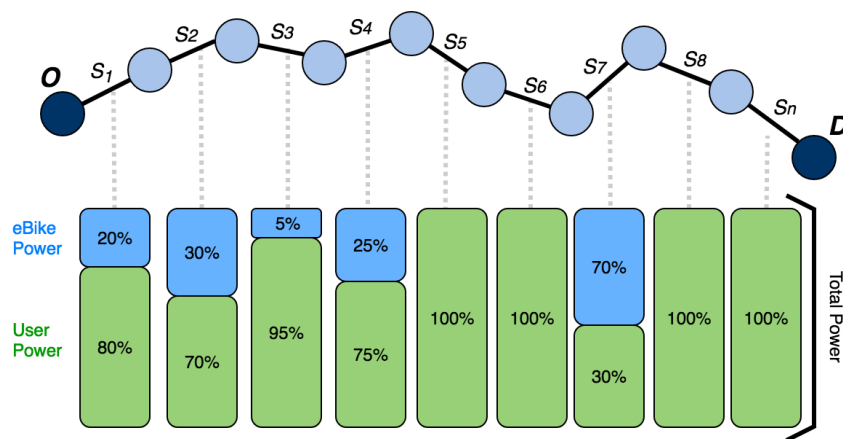 O
S1
S2
S3
S4
S5
S6
S7
S8
Sn
D
eBike
Power
20%
30%
5%
25%
70%
User
Power
80%
70%
95%
75%
100%
100%
30%
100%
100%
Total Power